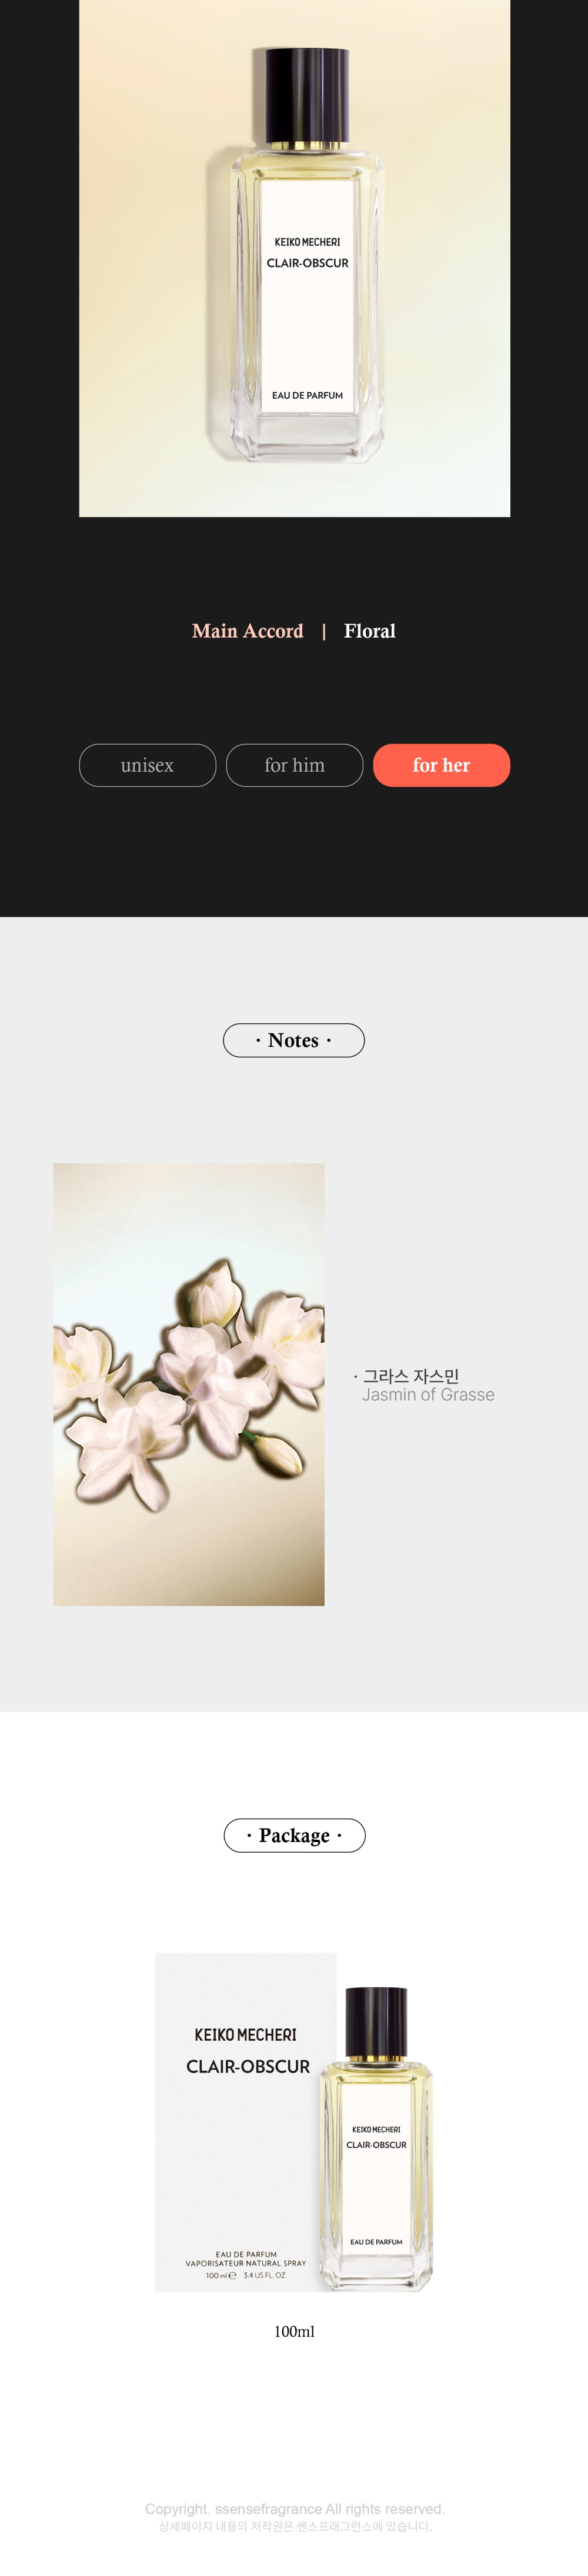 KEIKO MECHERI
CLAIR-OBSCUR
EAU DE PARFUM
Main Accord | Floral
unisex
for him
for her
· Notes ·
· 그라스 자스민
Jasmin of Grasse
· Package ·
KEIKO MECHERI
CLAIR-OBSCUR
EAU DE PARFUM
VAPORISATEUR NATURAL SPRAY
100 ml ℮ 3.4 US FL OZ
KEIKO MECHERI
CLAIR-OBSCUR
EAU DE PARFUM
100ml
Copyright. ssensefragrance All rights reserved.
상세페이지 내용의 저작권은 쎈스프래그런스에 있습니다.